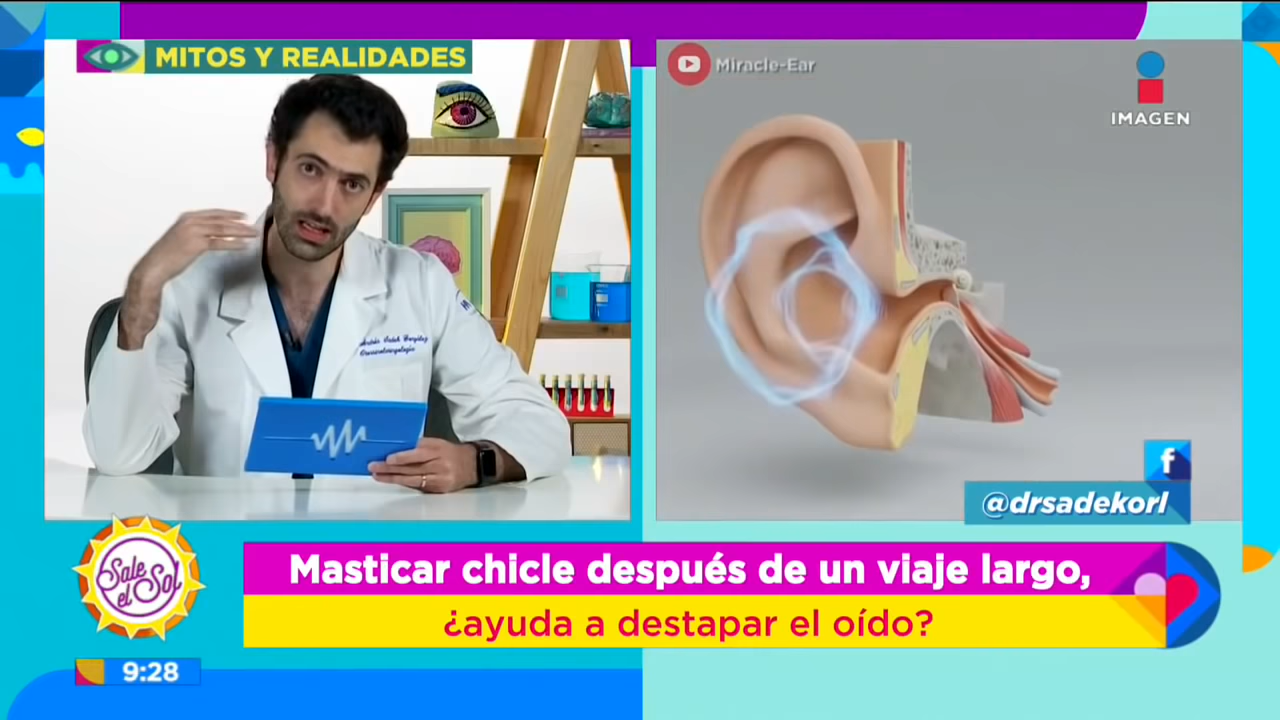 MITOS Y REALIDADES
Miracle-Ear
IMAGEN
Otorrinolaringología
f
@drsadekorl
Sale el Sol
Masticar chicle después de un viaje largo,
¿ayuda a destapar el oído?
9:28